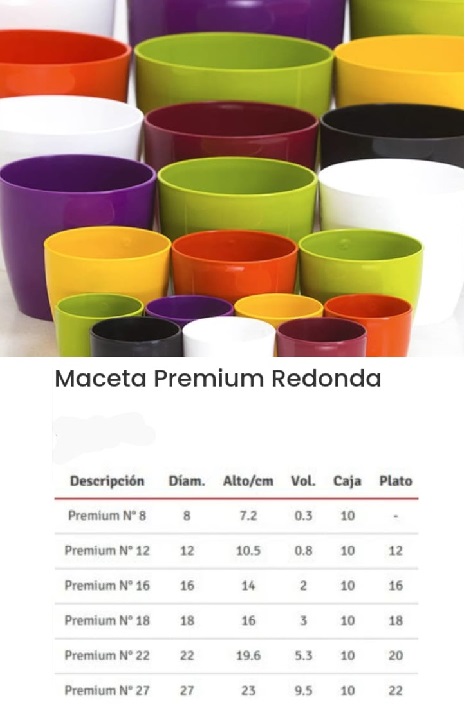 Maceta Premium Redonda
Descripción Díam. Alto/cm Vol. Caja Plato
Premium N° 8 8 7.2 0.3 10 -
Premium N° 12 12 10.5 0.8 10 12
Premium N° 16 16 14 2 10 16
Premium N° 18 18 16 3 10 18
Premium N° 22 22 19.6 5.3 10 20
Premium N° 27 27 23 9.5 10 22